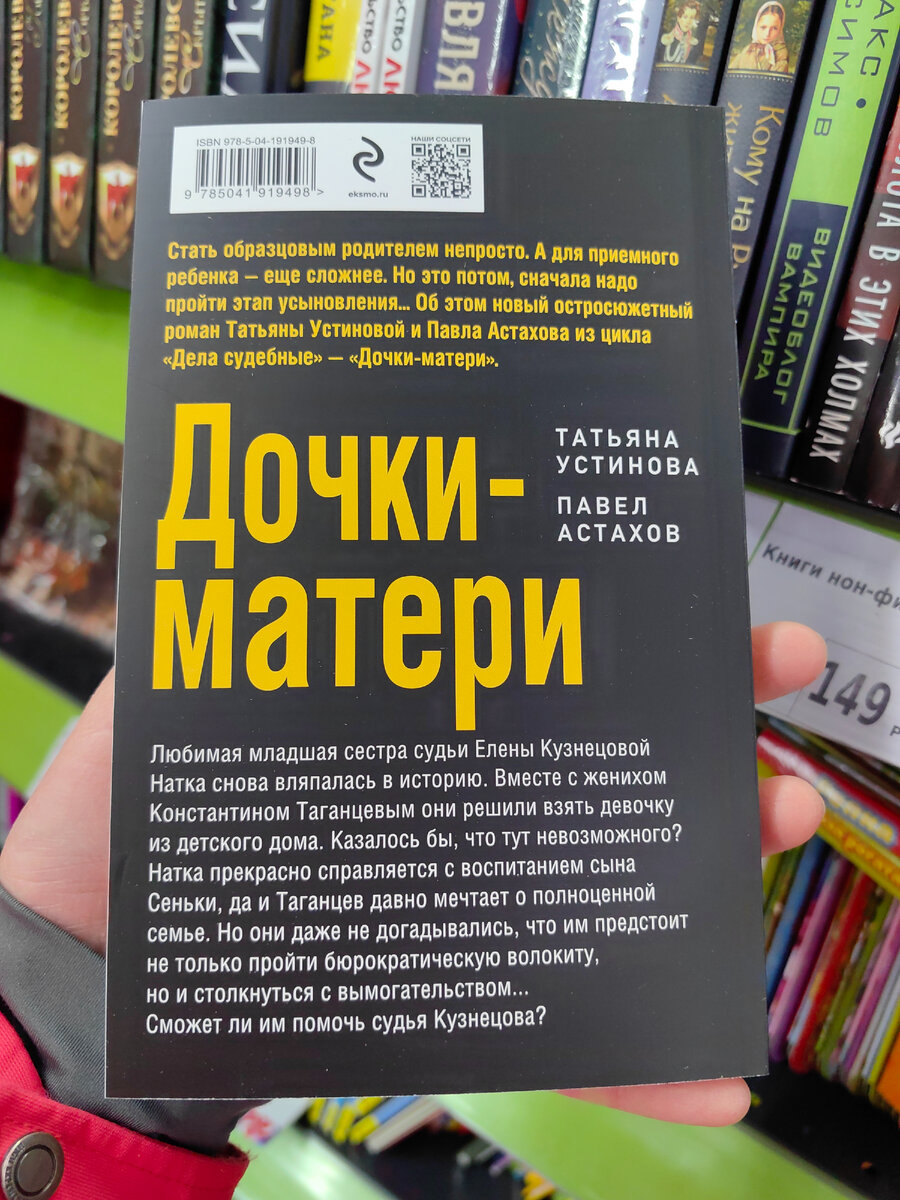 КОРОЛЕВО
КОРОЛЕВО
КОРОЛЕВО
ВЛЯ
Кому на Р
ВИДЕОБЛОГ
ВАМПИРА
В ЭТИХ ХОЛМАХ
ISBN 978-5-04-191949-8
9 785041 919498 >
eksmo.ru
НАШИ СОЦСЕТИ
Стать образцовым родителем непросто. А для приемного
ребенка – еще сложнее. Но это потом, сначала надо
пройти этап усыновления... Об этом новый остросюжетный
роман Татьяны Устиновой и Павла Астахова из цикла
«Дела судебные» – «Дочки-матери».
Дочки-
матери
ТАТЬЯНА
УСТИНОВА
ПАВЕЛ
АСТАХОВ
Любимая младшая сестра судьи Елены Кузнецовой
Натка снова вляпалась в историю. Вместе с женихом
Константином Таганцевым они решили взять девочку
из детского дома. Казалось бы, что тут невозможного?
Натка прекрасно справляется с воспитанием сына
Сеньки, да и Таганцев давно мечтает о полноценной
семье. Но они даже не догадывались, что им предстоит
не только пройти бюрократическую волокиту,
но и столкнуться с вымогательством...
Сможет ли им помочь судья Кузнецова?
Книги нон-фи
149